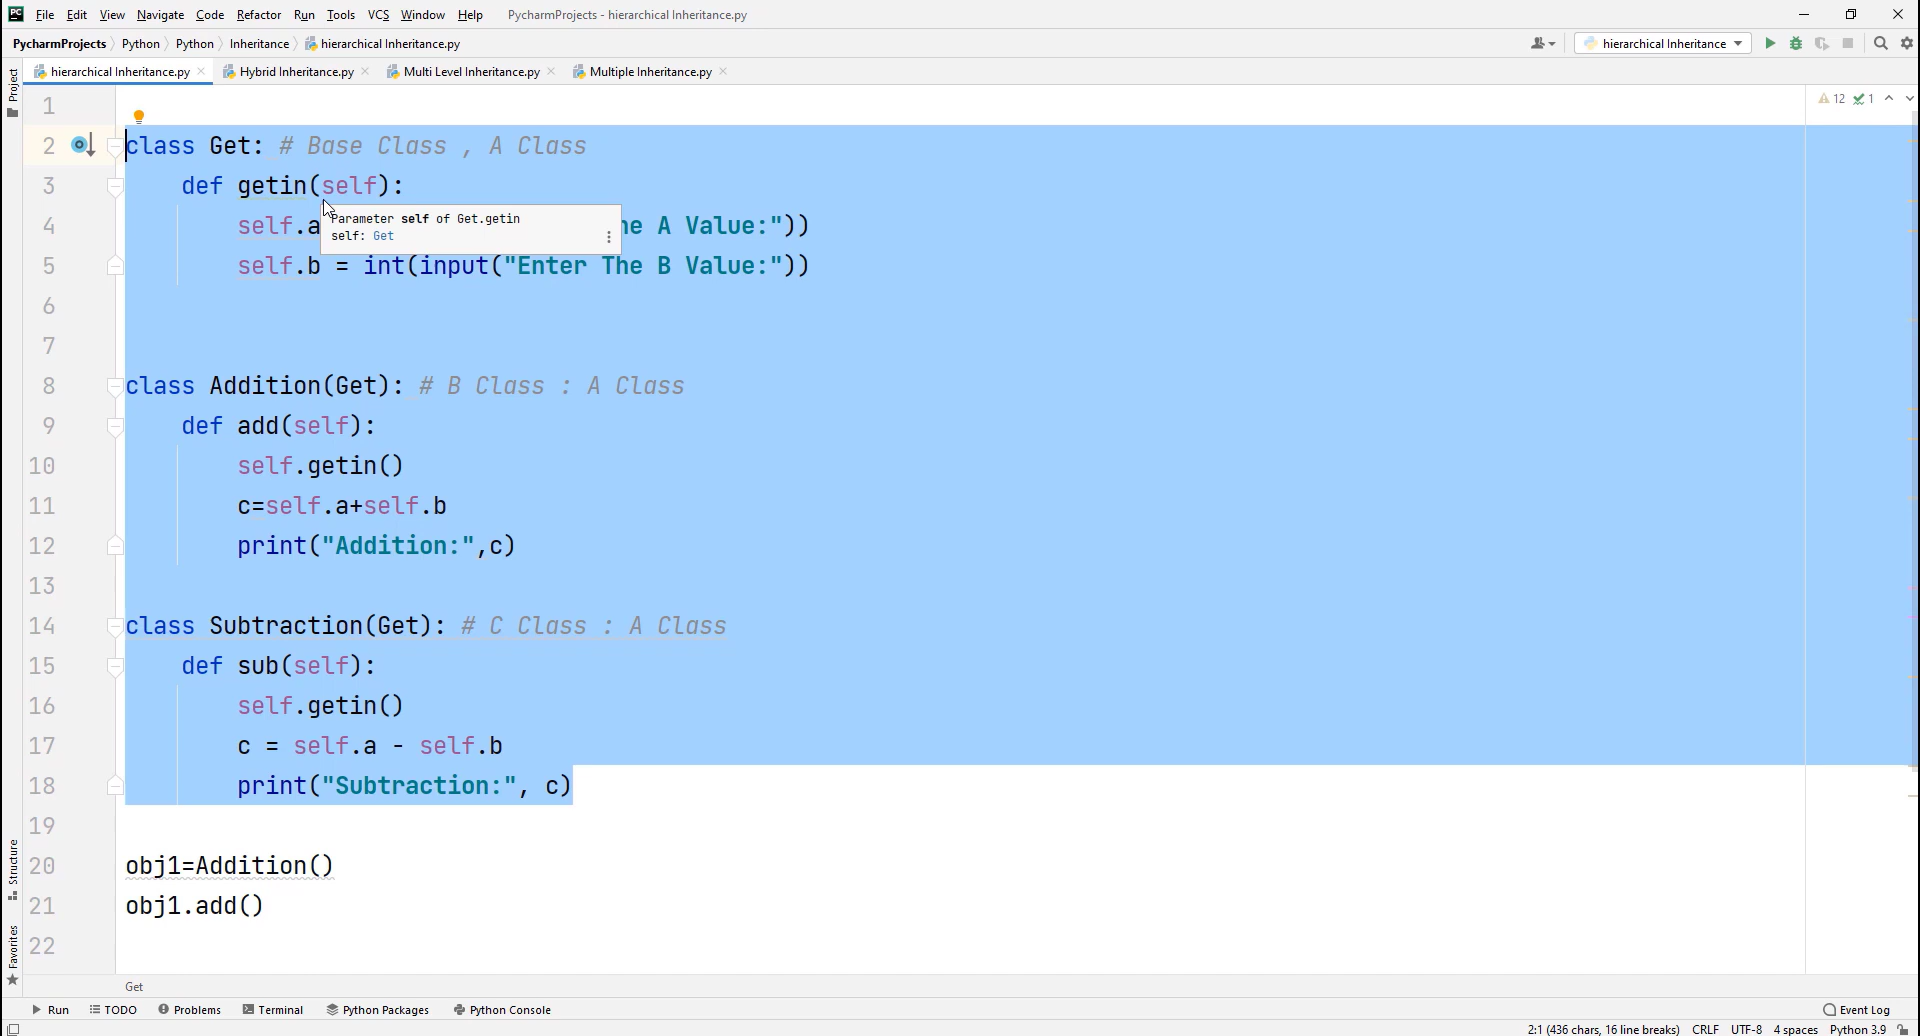 PC File Edit View Navigate Code Refactor Run Tools VCS Window Help PycharmProjects - hierarchical Inheritance.py
PycharmProjects Python Python Inheritance hierarchical Inheritance.py hierarchical Inheritance
hierarchical Inheritance.py Hybrid Inheritance.py Multi Level Inheritance.py Multiple Inheritance.py
Project
12 1
1
2 class Get: # Base Class , A Class
3 def getin(self):
Parameter self of Get.getin
self: Get
4 self.a ne A Value:"))
5 self.b = int(input("Enter The B Value:"))
6
7
8 class Addition(Get): # B Class : A Class
9 def add(self):
10 self.getin()
11 c=self.a+self.b
12 print("Addition:",c)
13
14 class Subtraction(Get): # C Class : A Class
15 def sub(self):
16 self.getin()
17 c = self.a - self.b
18 print("Subtraction:", c)
19
20 obj1=Addition()
21 obj1.add()
22
Structure
Favorites
Get
Run TODO Problems Terminal Python Packages Python Console Event Log
2:1 (436 chars, 16 line breaks) CRLF UTF-8 4 spaces Python 3.9